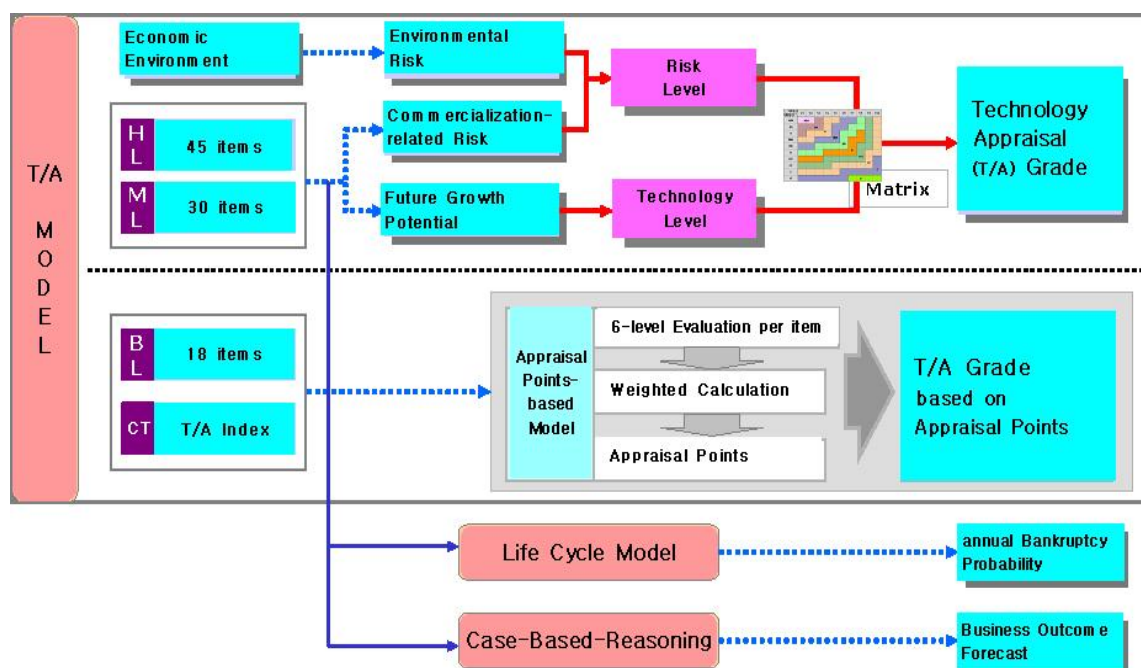 T/A
MODEL
Economic
Environment
Environmental
Risk
HL
45 items
ML
30 items
Commercialization-
related Risk
Future Growth
Potential
Risk
Level
Technology
Level
Matrix
Technology
Appraisal
(T/A) Grade
BL
18 items
CT
T/A Index
Appraisal
Points-
based
Model
6-level Evaluation per item
Weighted Calculation
Appraisal Points
T/A Grade
based on
Appraisal Points
Life Cycle Model
annual Bankruptcy
Probability
Case-Based-Reasoning
Business Outcome
Forecast